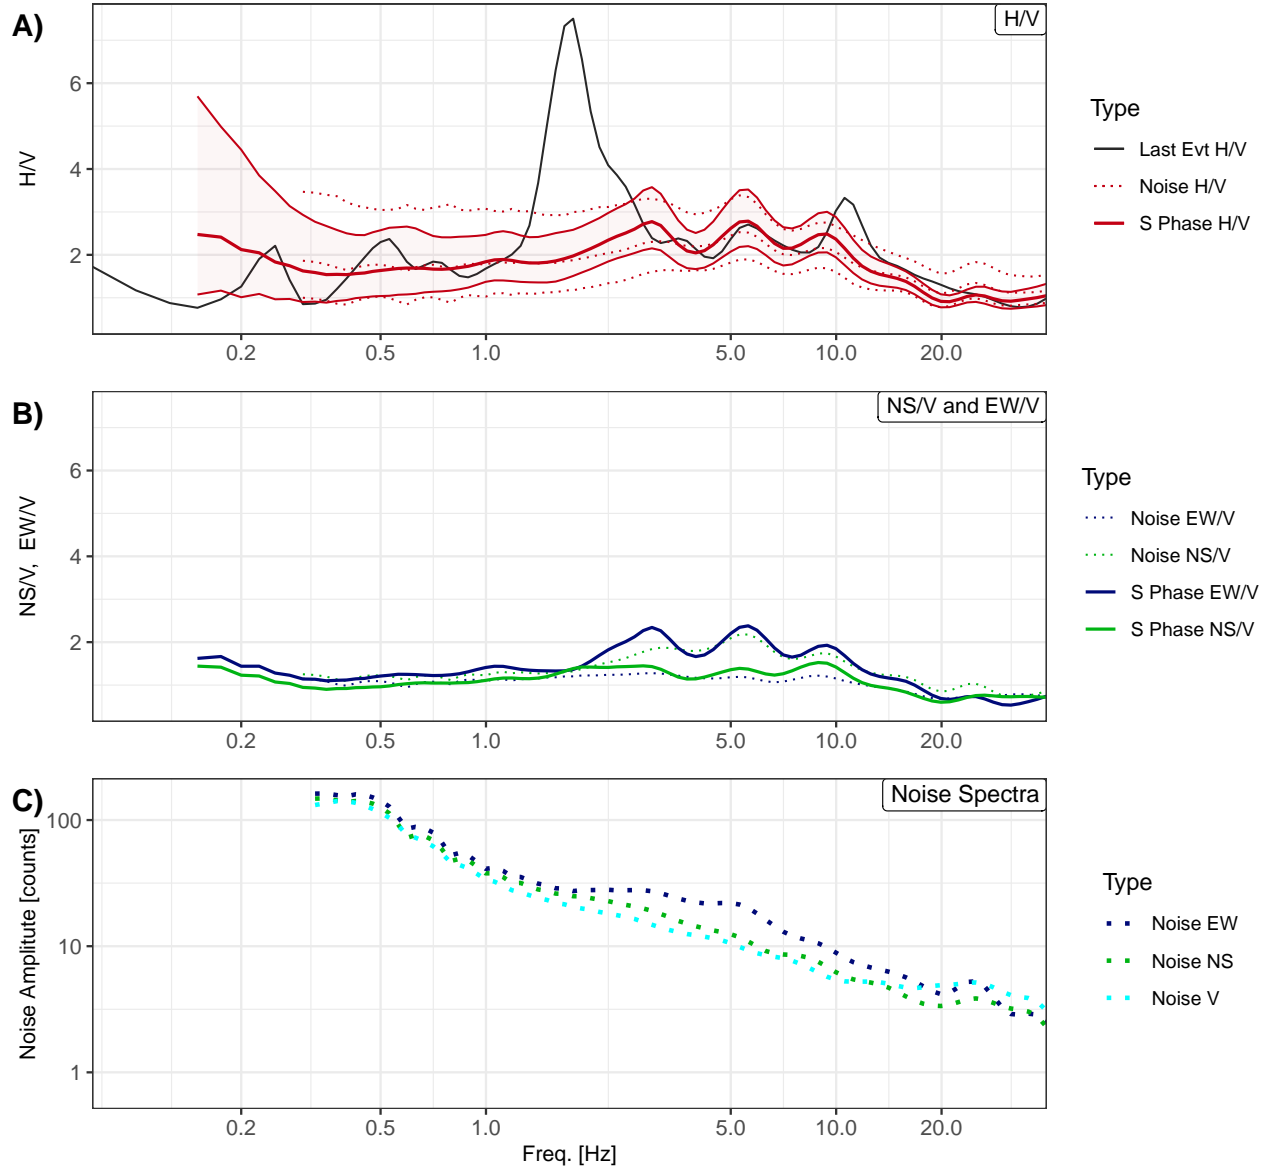 A)
H/V
H/V
6
4
2
0.2 0.5 1.0 5.0 10.0 20.0
Type
Last Evt H/V
Noise H/V
S Phase H/V
B)
NS/V and EW/V
NS/V, EW/V
6
4
2
0.2 0.5 1.0 5.0 10.0 20.0
Type
Noise EW/V
Noise NS/V
S Phase EW/V
S Phase NS/V
C)
Noise Spectra
Noise Amplitute [counts]
100
10
1
0.2 0.5 1.0 5.0 10.0 20.0
Freq. [Hz]
Type
Noise EW
Noise NS
Noise V